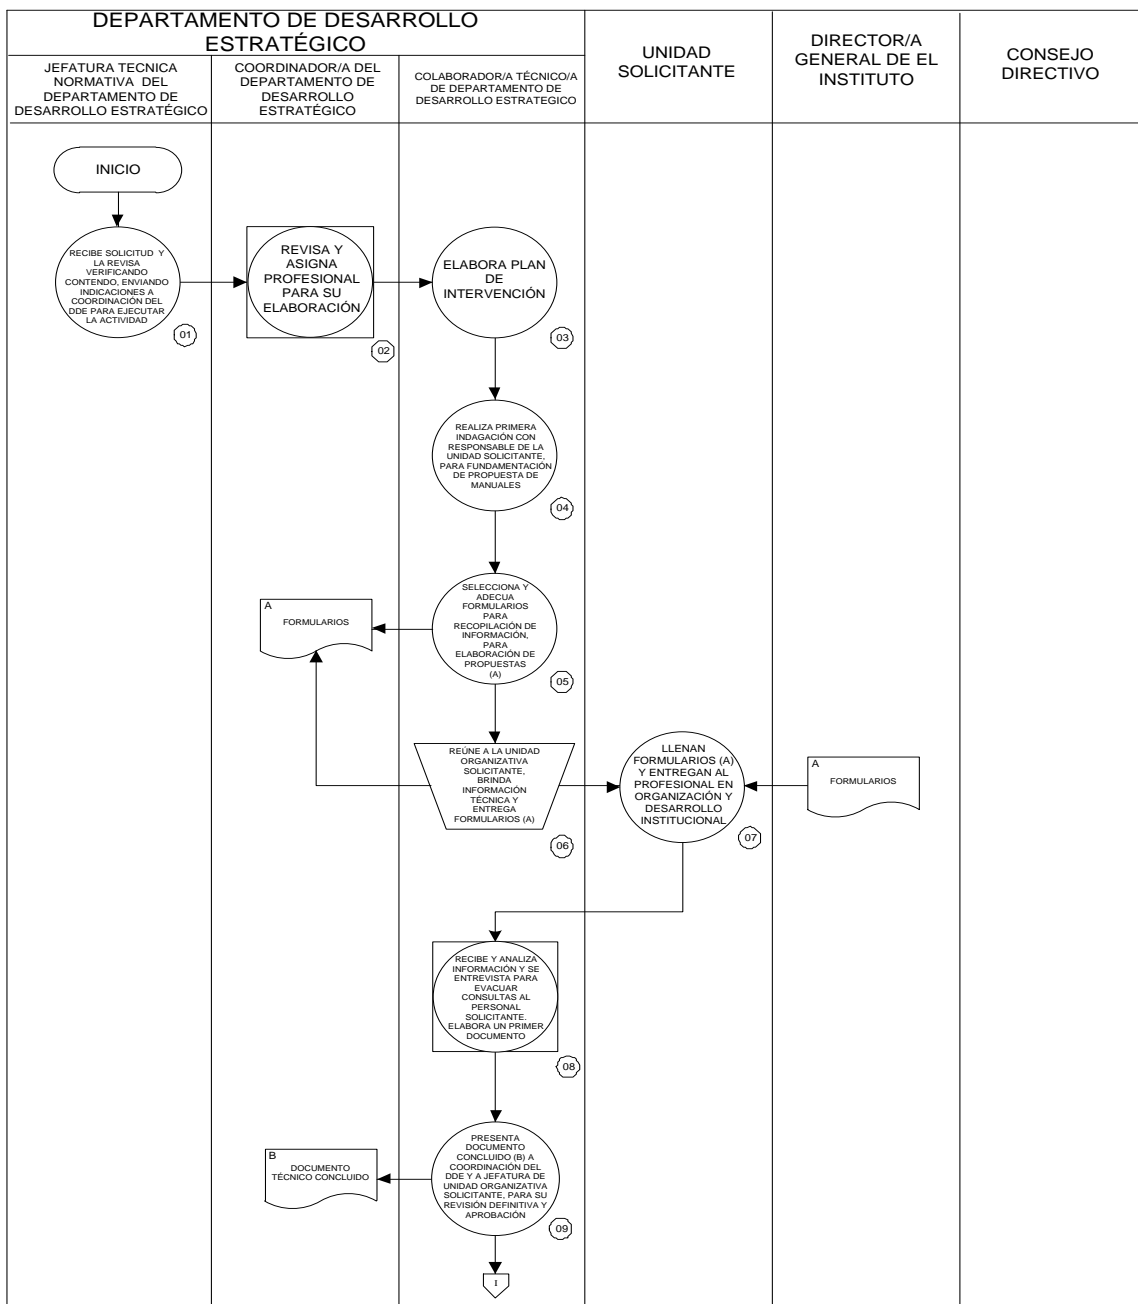 DEPARTAMENTO DE DESARROLLO
ESTRATÉGICO
JEFATURA TECNICA
NORMATIVA DEL
DEPARTAMENTO DE
DESARROLLO ESTRATÉGICO
COORDINADOR/A DEL
DEPARTAMENTO DE
DESARROLLO
ESTRATÉGICO
COLABORADOR/A TÉCNICO/A
DE DEPARTAMENTO DE
DESARROLLO ESTRATEGICO
UNIDAD
SOLICITANTE
DIRECTOR/A
GENERAL DE EL
INSTITUTO
CONSEJO
DIRECTIVO
INICIO
RECIBE SOLICITUD Y
LA REVISA
VERIFICANDO
CONTENDO, ENVIANDO
INDICACIONES A
COORDINACIÓN DEL
DDE PARA EJECUTAR
LA ACTIVIDAD
01
REVISA Y
ASIGNA
PROFESIONAL
PARA SU
ELABORACIÓN
02
ELABORA PLAN
DE
INTERVENCIÓN
03
REALIZA PRIMERA
INDAGACIÓN CON
RESPONSABLE DE LA
UNIDAD SOLICITANTE,
PARA FUNDAMENTACIÓN
DE PROPUESTA DE
MANUALES
04
SELECCIONA Y
ADECUA
FORMULARIOS
PARA
RECOPILACIÓN DE
INFORMACIÓN,
PARA
ELABORACIÓN DE
PROPUESTAS
(A)
05
A
FORMULARIOS
REÚNE A LA UNIDAD
ORGANIZATIVA
SOLICITANTE,
BRINDA
INFORMACIÓN
TÉCNICA Y
ENTREGA
FORMULARIOS (A)
06
LLENAN
FORMULARIOS (A)
Y ENTREGAN AL
PROFESIONAL EN
ORGANIZACIÓN Y
DESARROLLO
INSTITUCIONAL
07
A
FORMULARIOS
RECIBE Y ANALIZA
INFORMACIÓN Y SE
ENTREVISTA PARA
EVACUAR
CONSULTAS AL
PERSONAL
SOLICITANTE.
ELABORA UN PRIMER
DOCUMENTO
08
PRESENTA
DOCUMENTO
CONCLUIDO (B) A
COORDINACIÓN DEL
DDE Y A JEFATURA DE
UNIDAD ORGANIZATIVA
SOLICITANTE, PARA SU
REVISIÓN DEFINITIVA Y
APROBACIÓN
09
B
DOCUMENTO
TÉCNICO CONCLUIDO
1